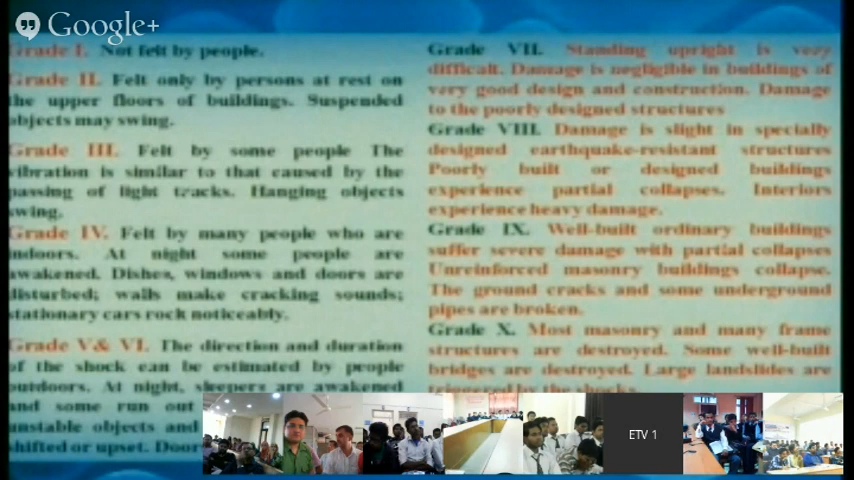 Google+
Grade I. Not felt by people.
Grade II. Felt only by persons at rest on
the upper floors of buildings. Suspended
objects may swing.
Grade III. Felt by some people The
vibration is similar to that caused by the
passing of light tracks. Hanging objects
swing.
Grade IV. Felt by many people who are
indoors. At night some people are
awakened. Dishes, windows and doors are
disturbed; walls make cracking sounds;
stationary cars rock noticeably.
Grade V& VI. The direction and duration
of the shock can be estimated by people
outdoors. At night, sleepers are awakened
and some run out
unstable objects and
shifted or upset. Door
Grade VII. Standing upright is very
difficult. Damage is negligible in buildings of
very good design and construction. Damage
to the poorly designed structures
Grade VIII. Damage is slight in specially
designed earthquake-resistant structures
Poorly built or designed buildings
experience partial collapses. Interiors
experience heavy damage.
Grade IX. Well-built ordinary buildings
suffer severe damage with partial collapses
Unreinforced masonry buildings collapse.
The ground cracks and some underground
pipes are broken.
Grade X. Most masonry and many frame
structures are destroyed. Some well-built
bridges are destroyed. Large landslides are
triggered by the shocks.
ETV 1